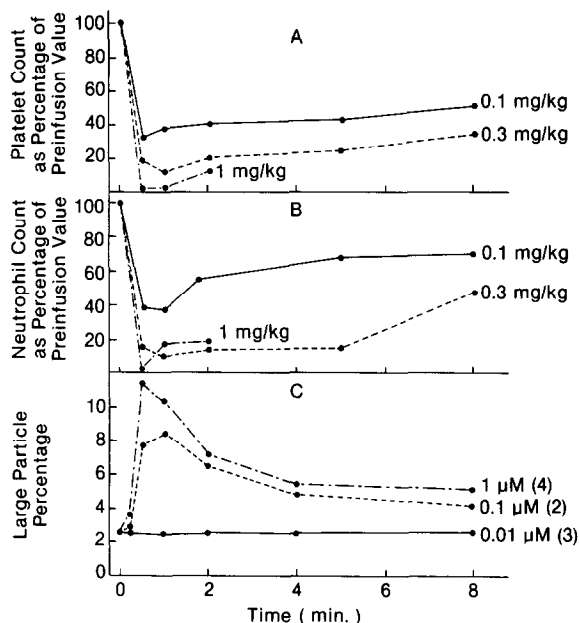 A
Platelet Count
as Percentage of
Preinfusion Value
100
80
60
40
20
0.1 mg/kg
0.3 mg/kg
1 mg/kg
B
Neutrophil Count
as Percentage of
Preinfusion Value
100
80
60
40
20
0.1 mg/kg
0.3 mg/kg
1 mg/kg
C
Large Particle
Percentage
10
8
6
4
2
0
1 µM (4)
0.1 µM (2)
0.01 µM (3)
0 2 4 6 8
Time ( min. )